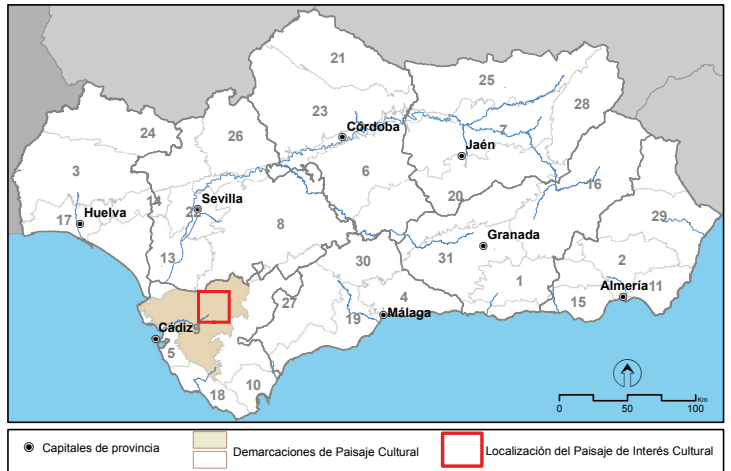 21
25
23
28
Córdoba
7
24
26
Jaén
3
6
16
20
14
Sevilla
22
17
Huelva
29
8
Granada
13
30
31
2
Almería
11
27
4
1
15
Málaga
19
Cádiz
9
5
10
18
Km
0
50
100
Capitales de provincia
Demarcaciones de Paisaje Cultural
Localización del Paisaje de Interés Cultural